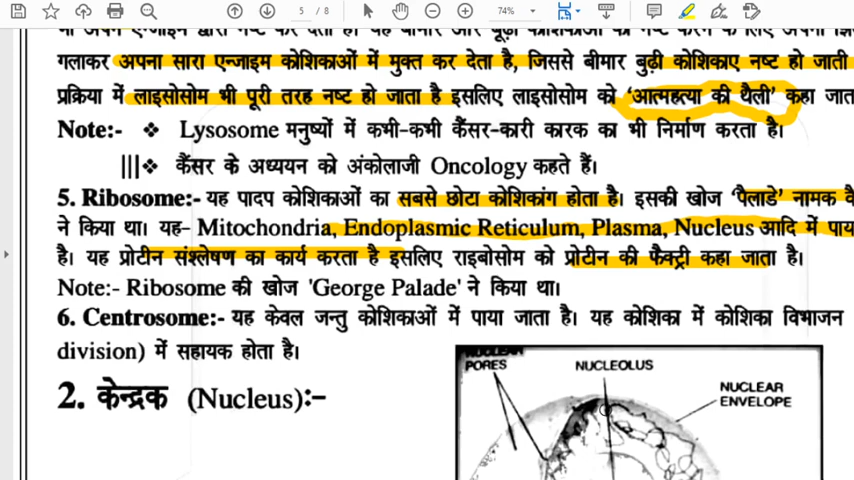 5 / 8
74%
गलाकर अपना सारा एन्जाइम कोशिकाओं में मुक्त कर देता है, जिससे बीमार बुढ़ी कोशिकाए नष्ट हो जाती
प्रक्रिया में लाइसोसोम भी पूरी तरह नष्ट हो जाता है इसलिए लाइसोसोम को 'आत्महत्या की थैली' कहा जात
Note:- ❖ Lysosome मनुष्यों में कभी-कभी कैंसर-कारी कारक का भी निर्माण करता है।
|||❖ कैंसर के अध्ययन को अंकोलाजी Oncology कहते हैं।
5. Ribosome:- यह पादप कोशिकाओं का सबसे छोटा कोशिकांग होता है। इसकी खोज 'पैलाडे' नामक वै
ने किया था। यह- Mitochondria, Endoplasmic Reticulum, Plasma, Nucleus आदि में पाय
है। यह प्रोटीन संश्लेषण का कार्य करता है इसलिए राइबोसोम को प्रोटीन की फैक्ट्री कहा जाता है।
Note:- Ribosome की खोज 'George Palade' ने किया था।
6. Centrosome:- यह केवल जन्तु कोशिकाओं में पाया जाता है। यह कोशिका में कोशिका विभाजन
division) में सहायक होता है।
2. केन्द्रक (Nucleus):-
NUCLEAR PORES
NUCLEOLUS
NUCLEAR
ENVELOPE